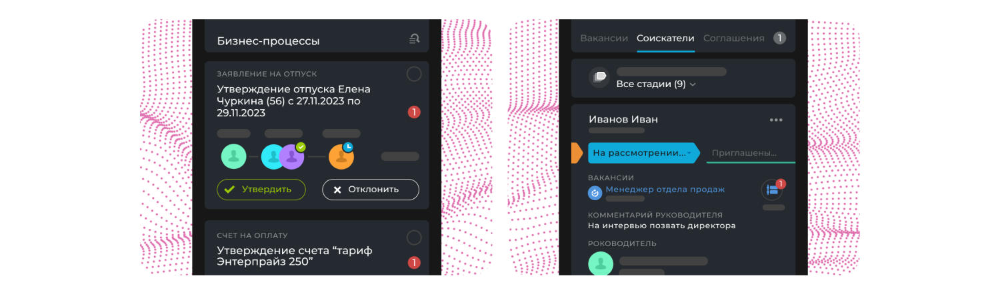 Бизнес-процессы
ЗАЯВЛЕНИЕ НА ОТПУСК
Утверждение отпуска Елена
Чуркина (56) с 27.11.2023 по
29.11.2023
1
Утвердить
Отклонить
СЧЕТ НА ОПЛАТУ
Утверждение счета “тариф
Энтерпрайз 250”
1
Вакансии Соискатели Соглашения 1
Все стадии (9)
Иванов Иван
На рассмотрении...
Приглашены...
ВАКАНСИИ
Менеджер отдела продаж
1
КОММЕНТАРИЙ РУКОВОДИТЕЛЯ
На интервью позвать директора
РОКОВОДИТЕЛЬ